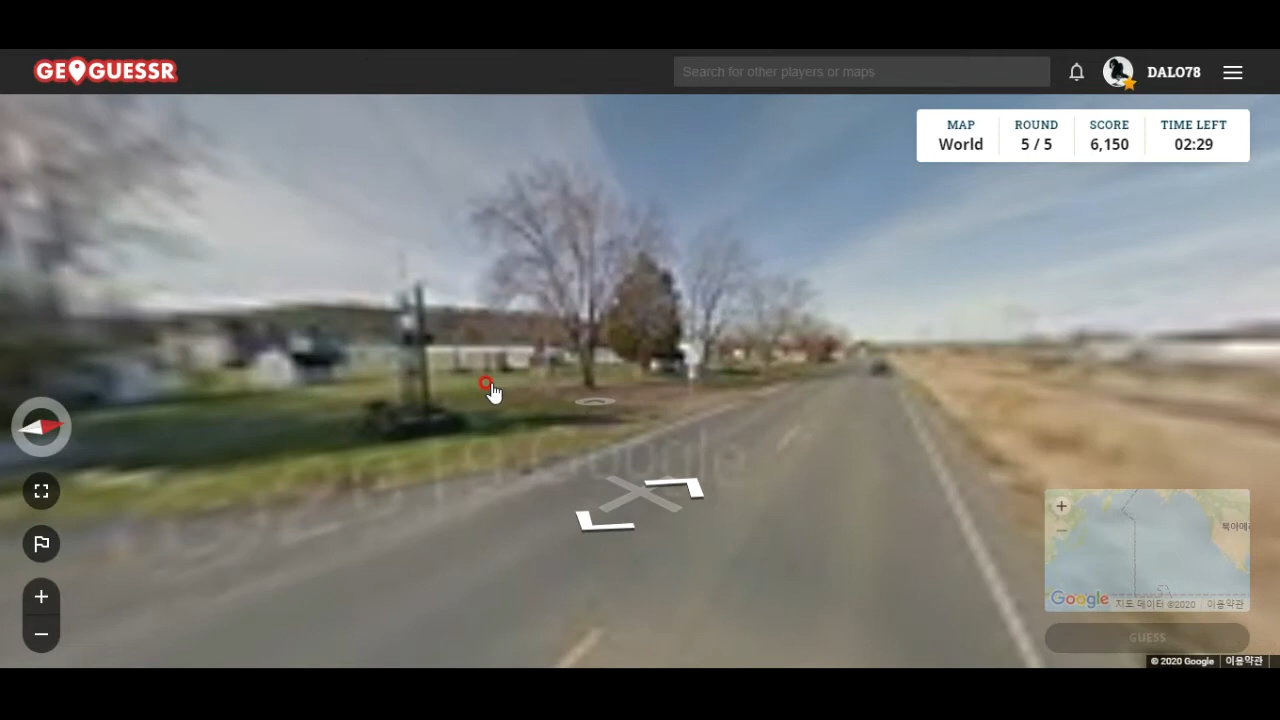 GEOGUESSR
Search for other players or maps
DALO78
MAP ROUND SCORE TIME LEFT
World 5 / 5 6,150 02:29
Google
+
−
+
−
Google 지도 데이터 ©2020 이용약관
GUESS
© 2020 Google 이용약관